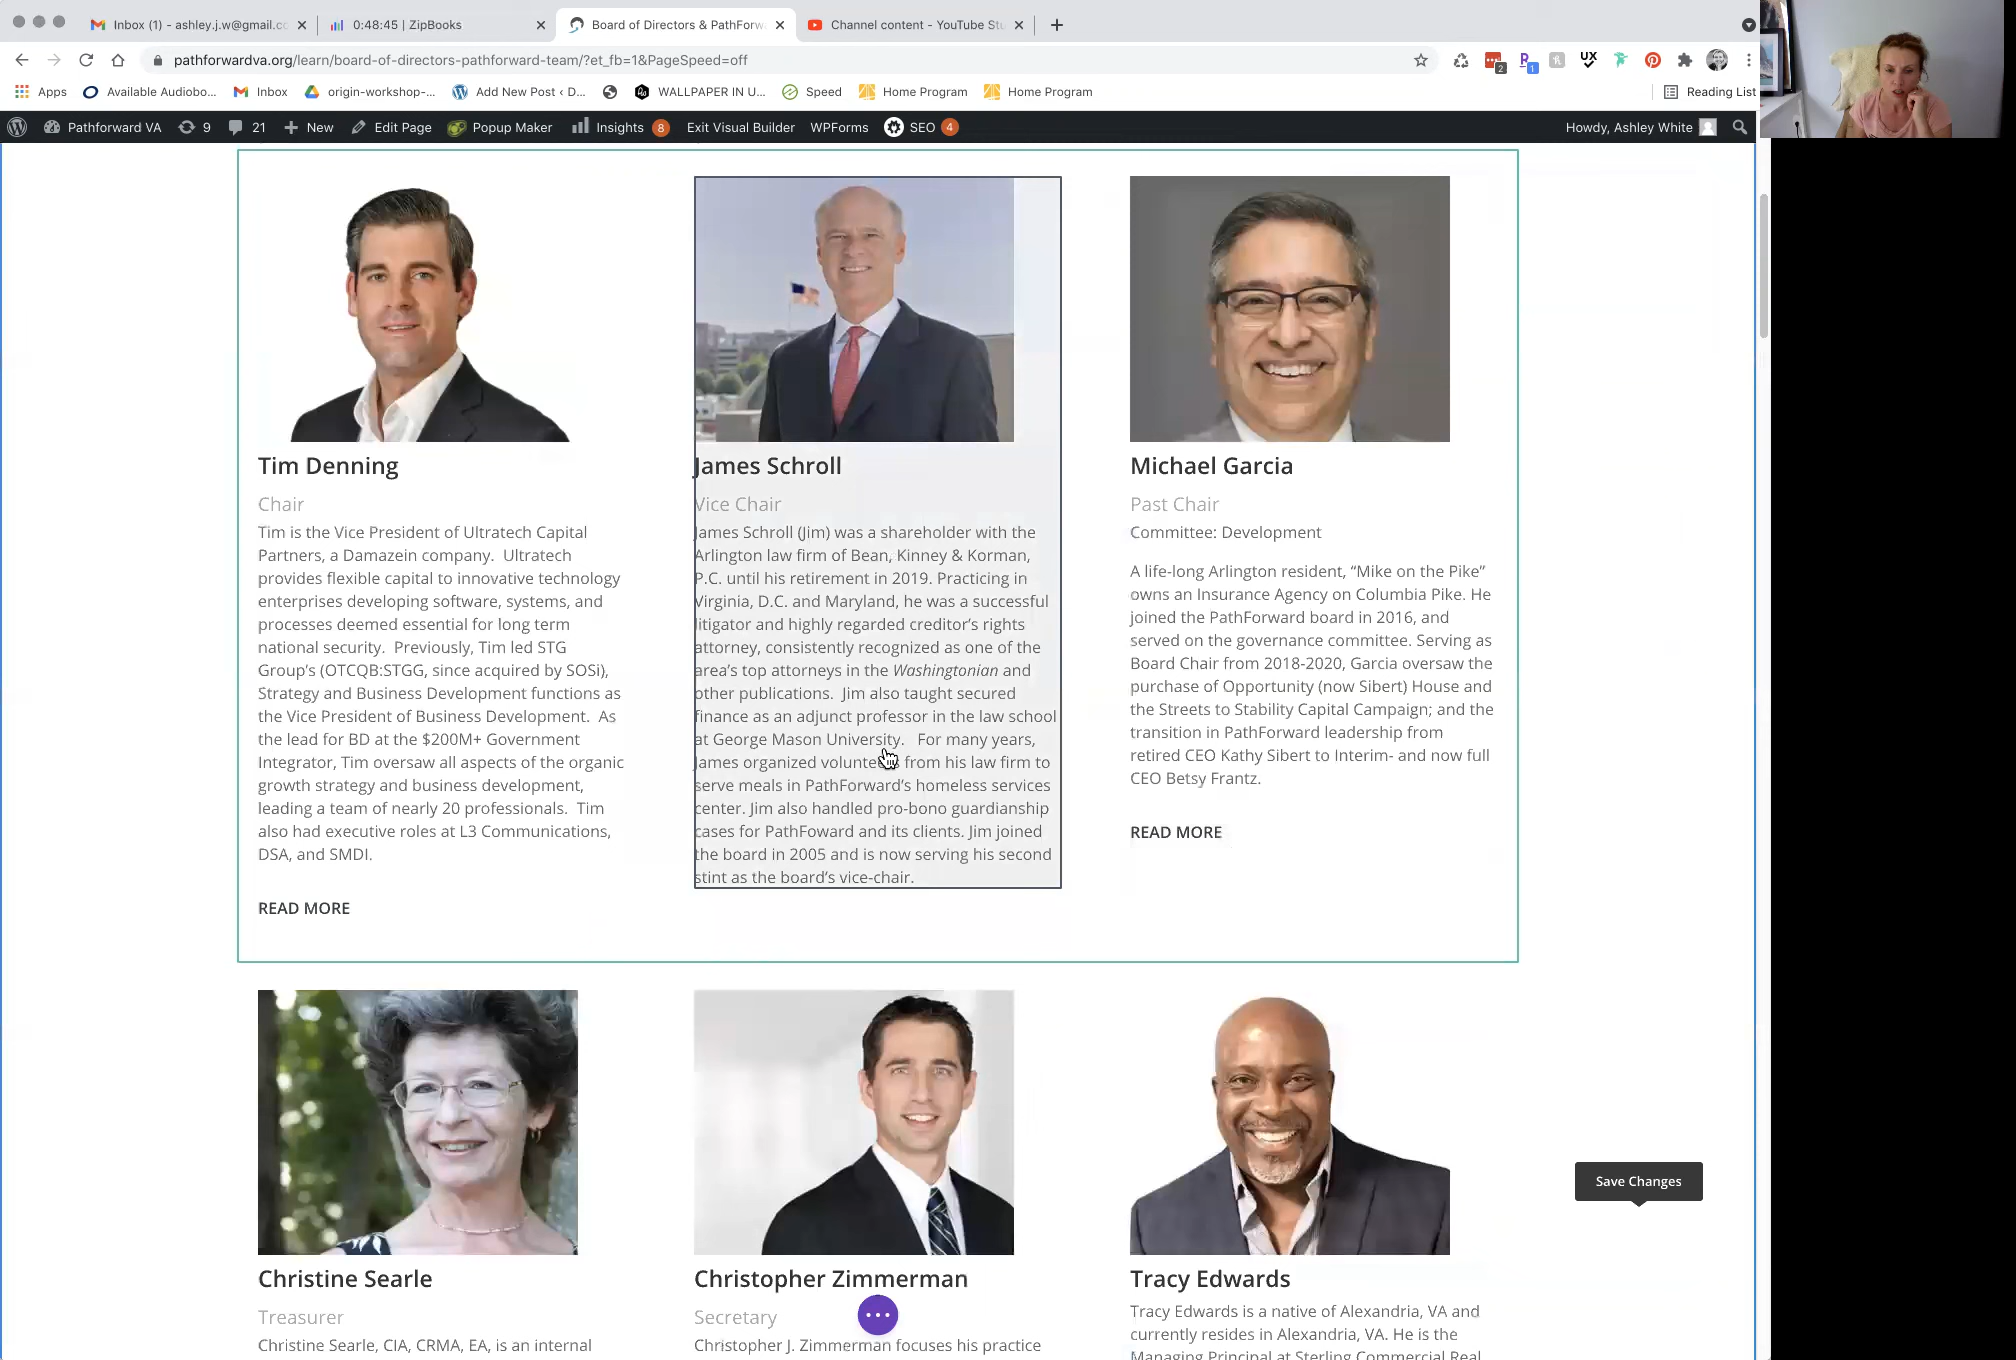 Inbox (1) - ashley.j.w@gmail.co
0:48:45 | ZipBooks
Board of Directors & PathForw
Channel content - YouTube Stu
pathforwardva.org/learn/board-of-directors-pathforward-team/?et_fb=1&PageSpeed=off
2
1
UX
Apps
Available Audiobo...
Inbox
origin-workshop-...
Add New Post ‹ D...
WALLPAPER IN U...
Speed
Home Program
Home Program
Reading List
Pathforward VA
9
21
New
Edit Page
Popup Maker
Insights
8
Exit Visual Builder
WPForms
SEO
4
Howdy, Ashley White
Tim Denning
Chair
Tim is the Vice President of Ultratech Capital
Partners, a Damazein company.  Ultratech
provides flexible capital to innovative technology
enterprises developing software, systems, and
processes deemed essential for long term
national security.  Previously, Tim led STG
Group's (OTCQB:STGG, since acquired by SOSi),
Strategy and Business Development functions as
the Vice President of Business Development.  As
the lead for BD at the $200M+ Government
Integrator, Tim oversaw all aspects of the organic
growth strategy and business development,
leading a team of nearly 20 professionals.  Tim
also had executive roles at L3 Communications,
DSA, and SMDI.
READ MORE
James Schroll
Vice Chair
James Schroll (Jim) was a shareholder with the
Arlington law firm of Bean, Kinney & Korman,
P.C. until his retirement in 2019. Practicing in
Virginia, D.C. and Maryland, he was a successful
litigator and highly regarded creditor's rights
attorney, consistently recognized as one of the
area's top attorneys in the Washingtonian and
other publications.  Jim also taught secured
finance as an adjunct professor in the law school
at George Mason University.   For many years,
James organized volunteers from his law firm to
serve meals in PathForward's homeless services
center. Jim also handled pro-bono guardianship
cases for PathFoward and its clients. Jim joined
the board in 2005 and is now serving his second
stint as the board's vice-chair.
Michael Garcia
Past Chair
Committee: Development
A life-long Arlington resident, “Mike on the Pike”
owns an Insurance Agency on Columbia Pike. He
joined the PathForward board in 2016, and
served on the governance committee. Serving as
Board Chair from 2018-2020, Garcia oversaw the
purchase of Opportunity (now Sibert) House and
the Streets to Stability Capital Campaign; and the
transition in PathForward leadership from
retired CEO Kathy Sibert to Interim- and now full
CEO Betsy Frantz.
READ MORE
Christine Searle
Treasurer
Christine Searle, CIA, CRMA, EA, is an internal
Christopher Zimmerman
Secretary
Christopher J. Zimmerman focuses his practice
Tracy Edwards
Tracy Edwards is a native of Alexandria, VA and
currently resides in Alexandria, VA. He is the
Managing Principal at Sterling Commercial Real
Save Changes